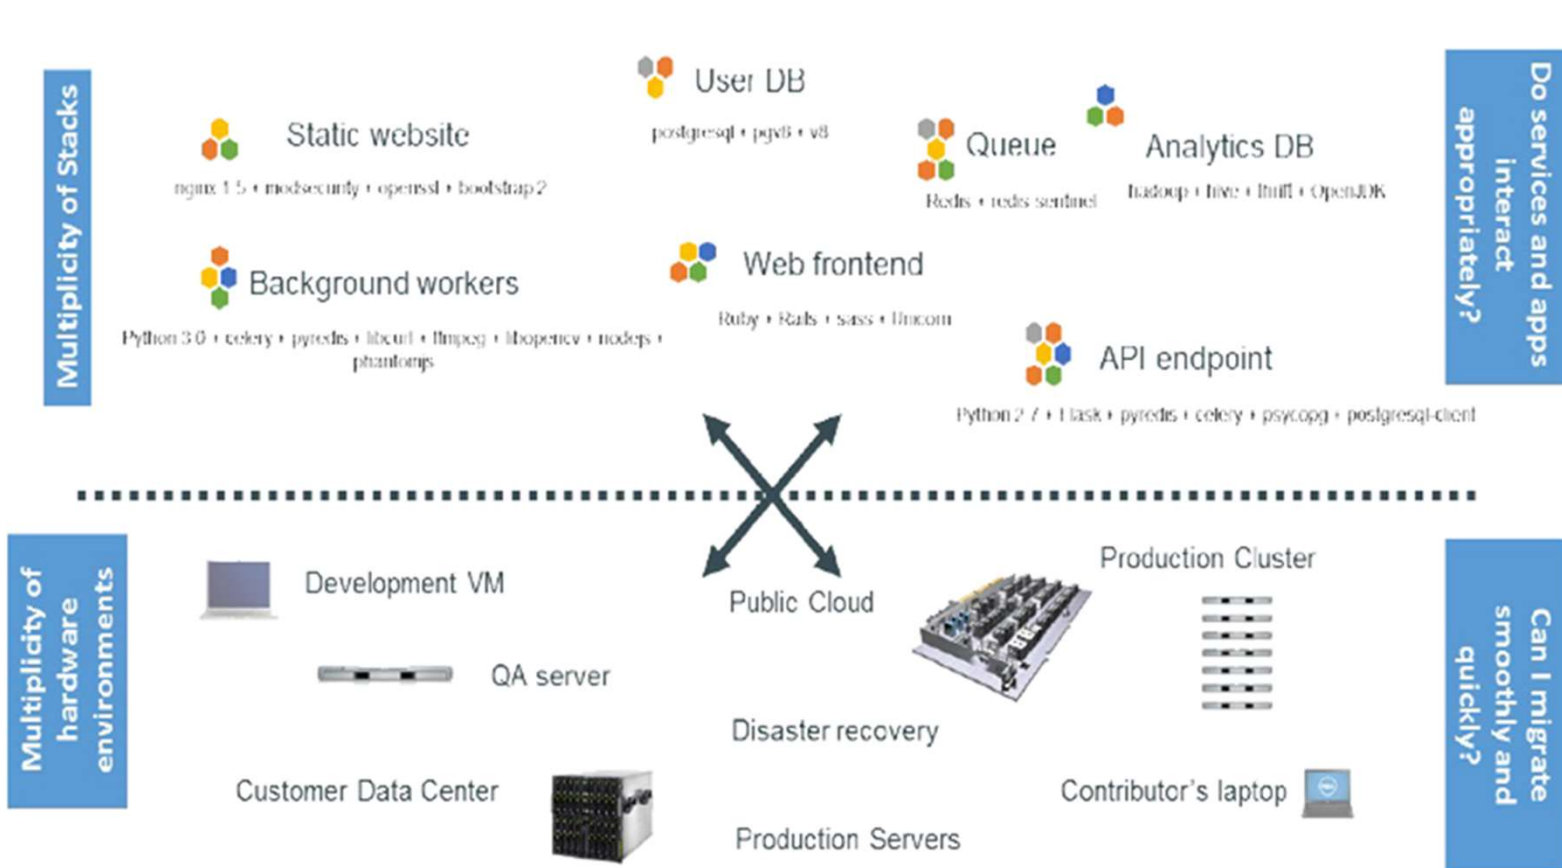 Multiplicity of Stacks
User DB
postgresql + pgv8 + v8
Static website
nginx 1.5 + modsecurity + openssl + bootstrap 2
Queue
Redis + redis-sentinel
Analytics DB
hadoop + hive + thrift + OpenJDK
Background workers
Python 3.0 + celery + pyredis + libcurl + ffmpeg + libopencv + nodejs +
phantomjs
Web frontend
Ruby + Rails + sass + Unicorn
API endpoint
Python 2.7 + Flask + pyredis + celery + psycopg + postgresql-client
Do services and apps
interact
appropriately?
Multiplicity of
hardware
environments
Development VM
QA server
Customer Data Center
Public Cloud
Disaster recovery
Production Servers
Production Cluster
Contributor's laptop
Can I migrate
smoothly and
quickly?